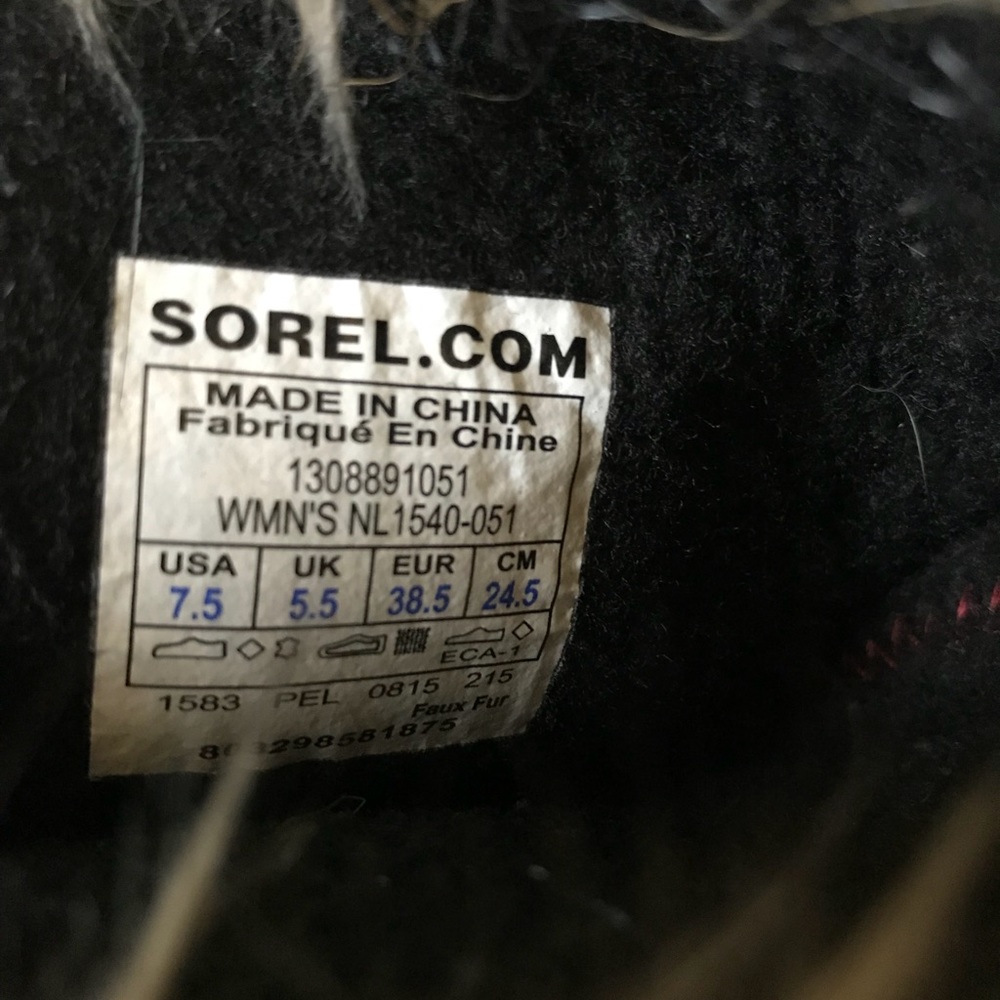 SOREL.COM
MADE IN CHINA
Fabriqué En Chine
1308891051
WMN'S NL1540-051
USA UK EUR CM
7.5 5.5 38.5 24.5
ECA-1
1583 PEL 0815 215
Faux Fur